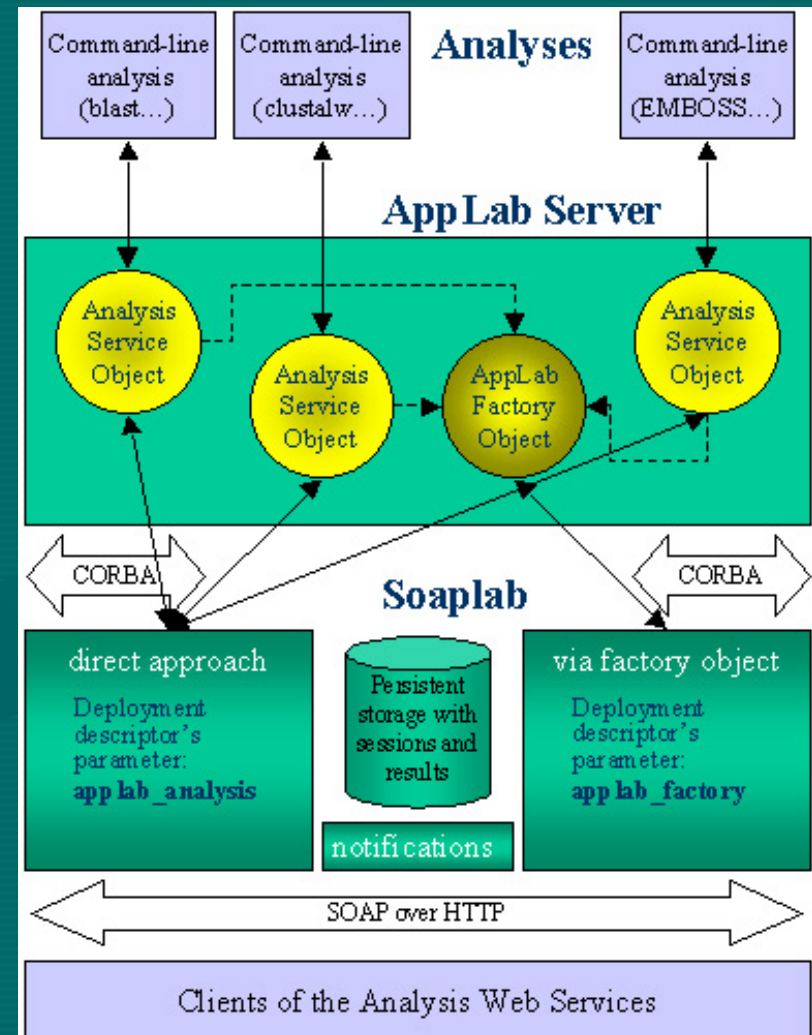 Command-line
analysis
(blast...)
Command-line
analysis
(clustalw...)
Analyses
Command-line
analysis
(EMBOSS...)
AppLab Server
Analysis
Service
Object
Analysis
Service
Object
AppLab
Factory
Object
Analysis
Service
Object
CORBA
Soaplab
CORBA
direct approach
Deployment
descriptor's
parameter:
applab_analysis
Persistent
storage with
sessions and
results
notifications
via factory object
Deployment
descriptor's
parameter:
applab_factory
SOAP over HTTP
Clients of the Analysis Web Services